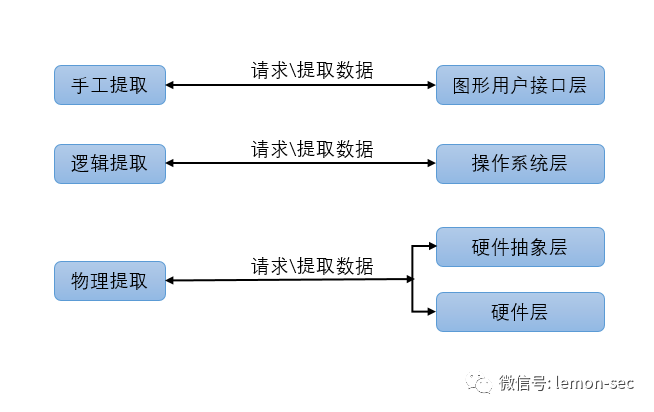 手工提取
请求\提取数据
图形用户接口层
逻辑提取
请求\提取数据
操作系统层
物理提取
请求\提取数据
硬件抽象层
硬件层
微信号: lemon-sec